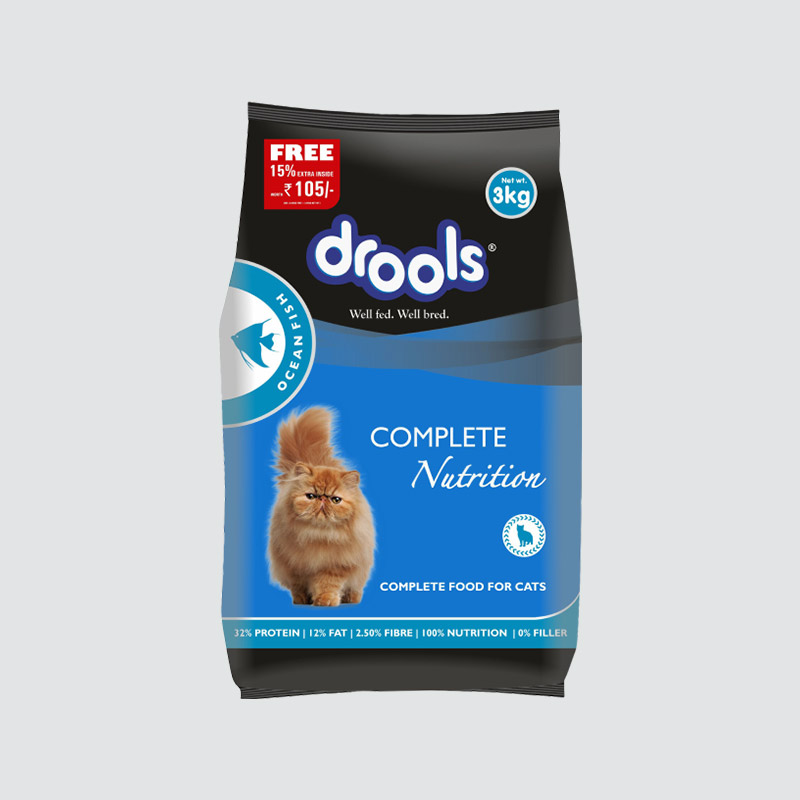 FREE
15% EXTRA INSIDE
WORTH ₹ 105/-
Net wt.
3kg
drools®
Well fed. Well bred.
OCEAN FISH
COMPLETE
Nutrition
COMPLETE FOOD FOR CATS
32% PROTEIN | 12% FAT | 2.50% FIBRE | 100% NUTRITION | 0% FILLER